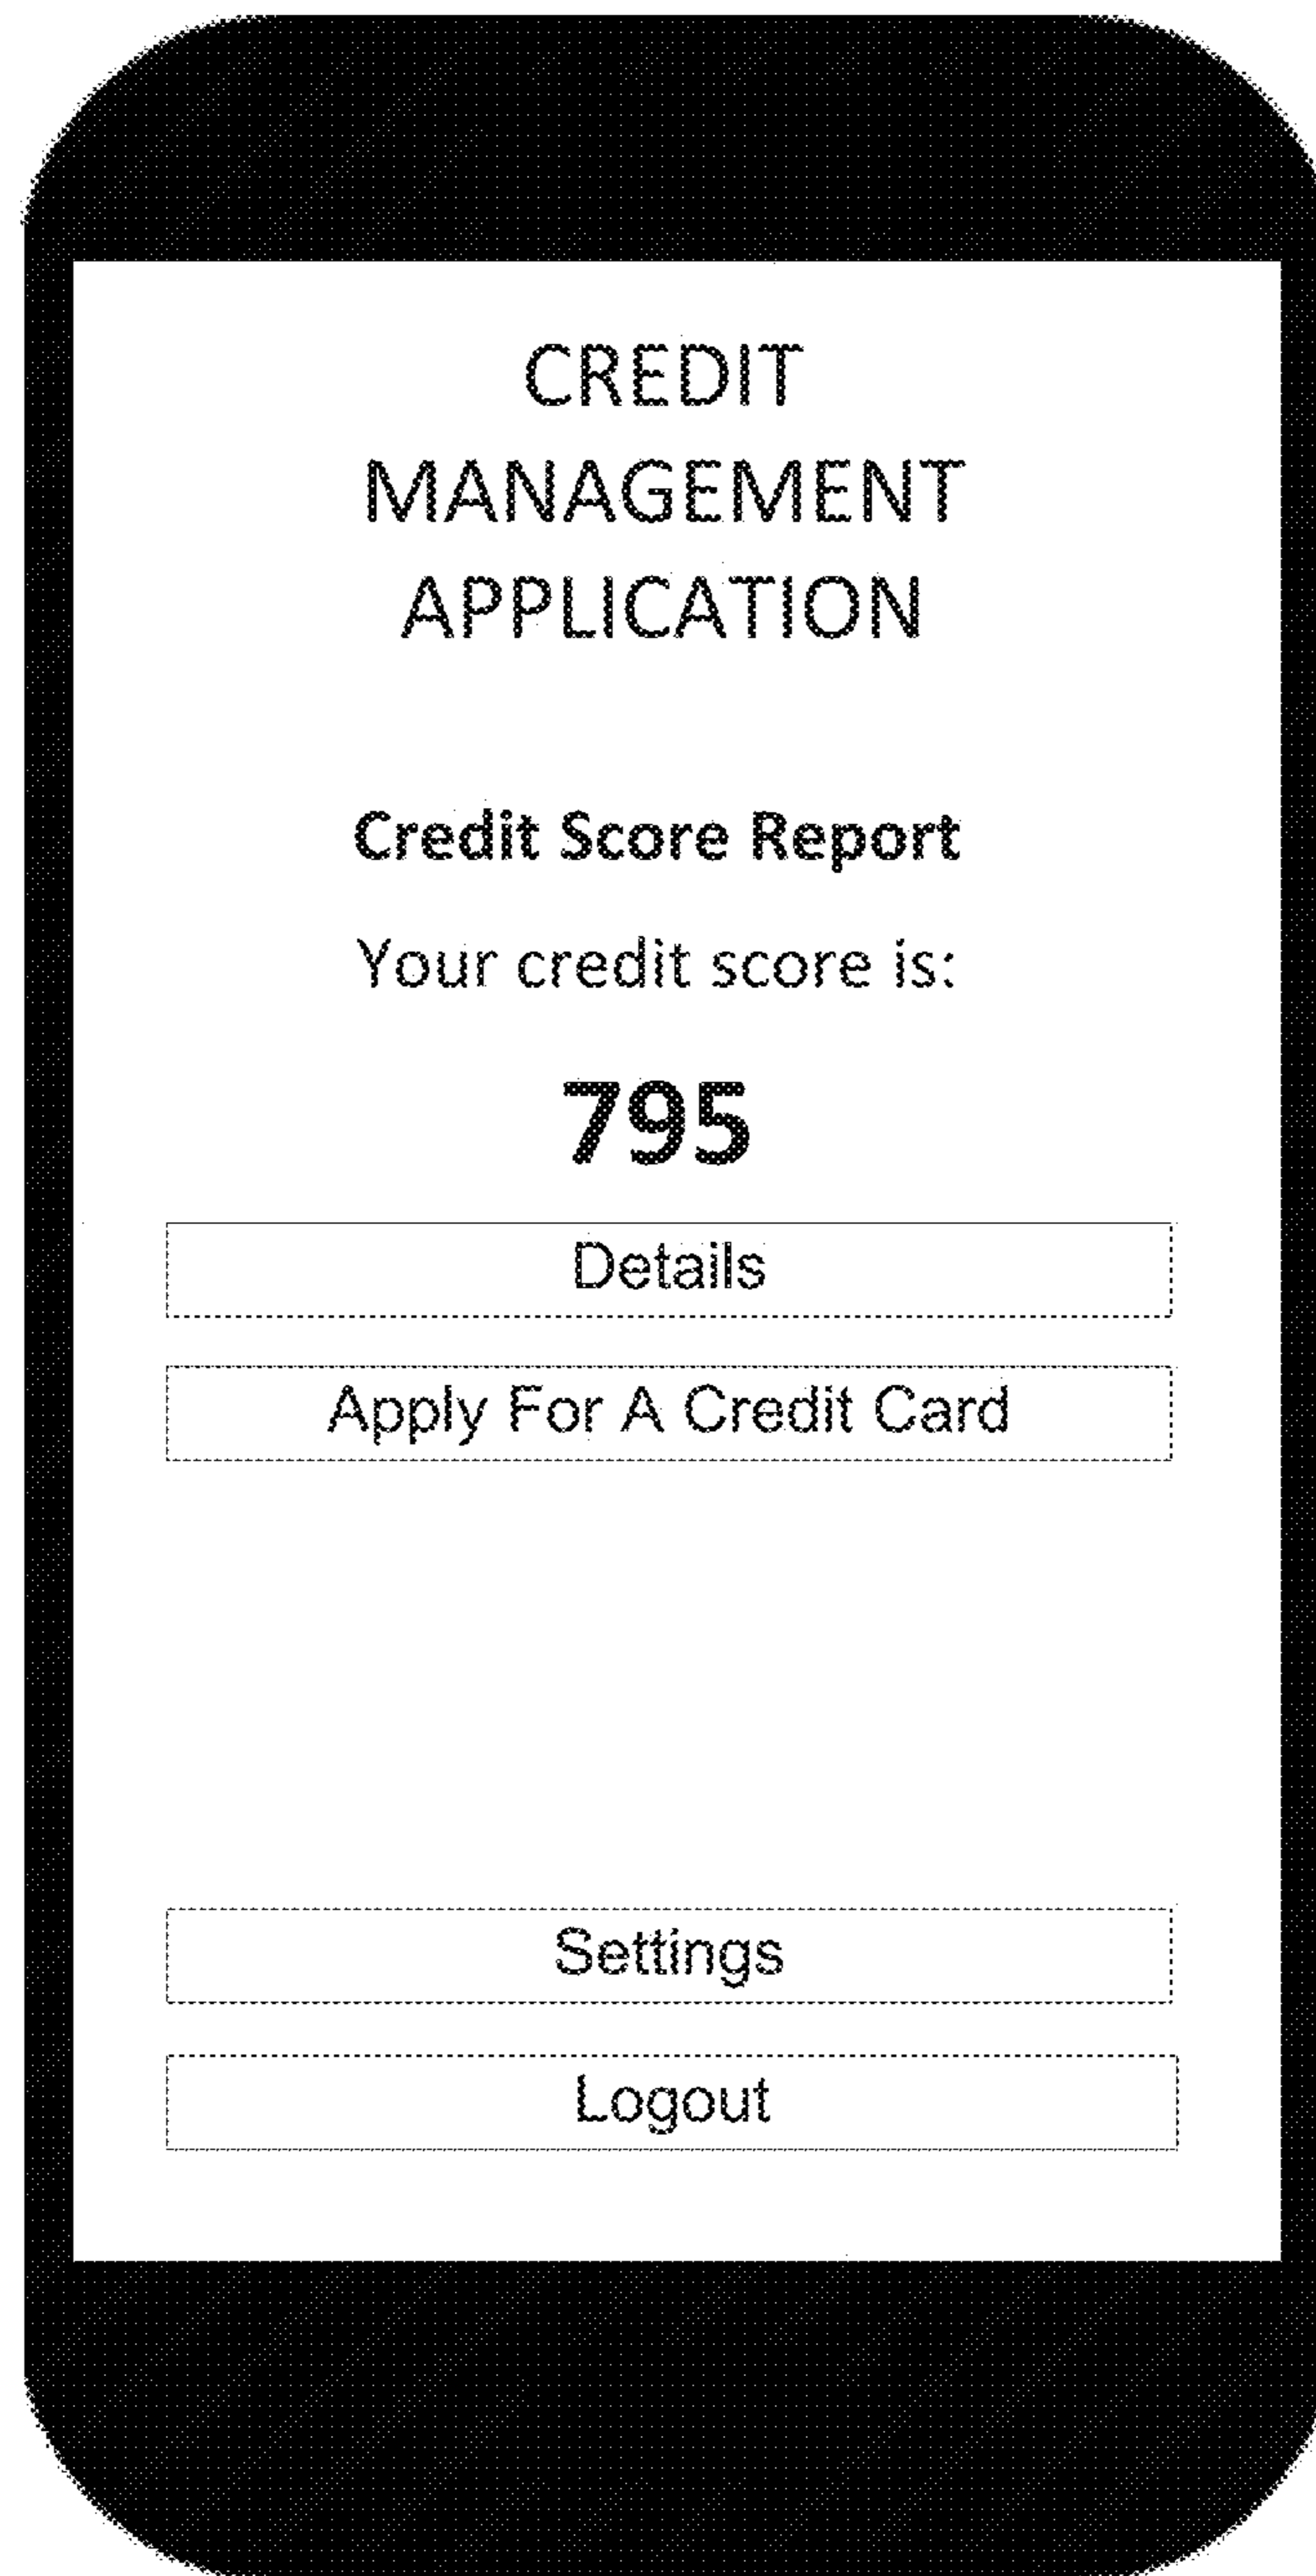 CREDIT
MANAGEMENT
APPLICATION
Credit Score Report
Your credit score is:
795
Details
Apply For A Credit Card
Settings
Logout